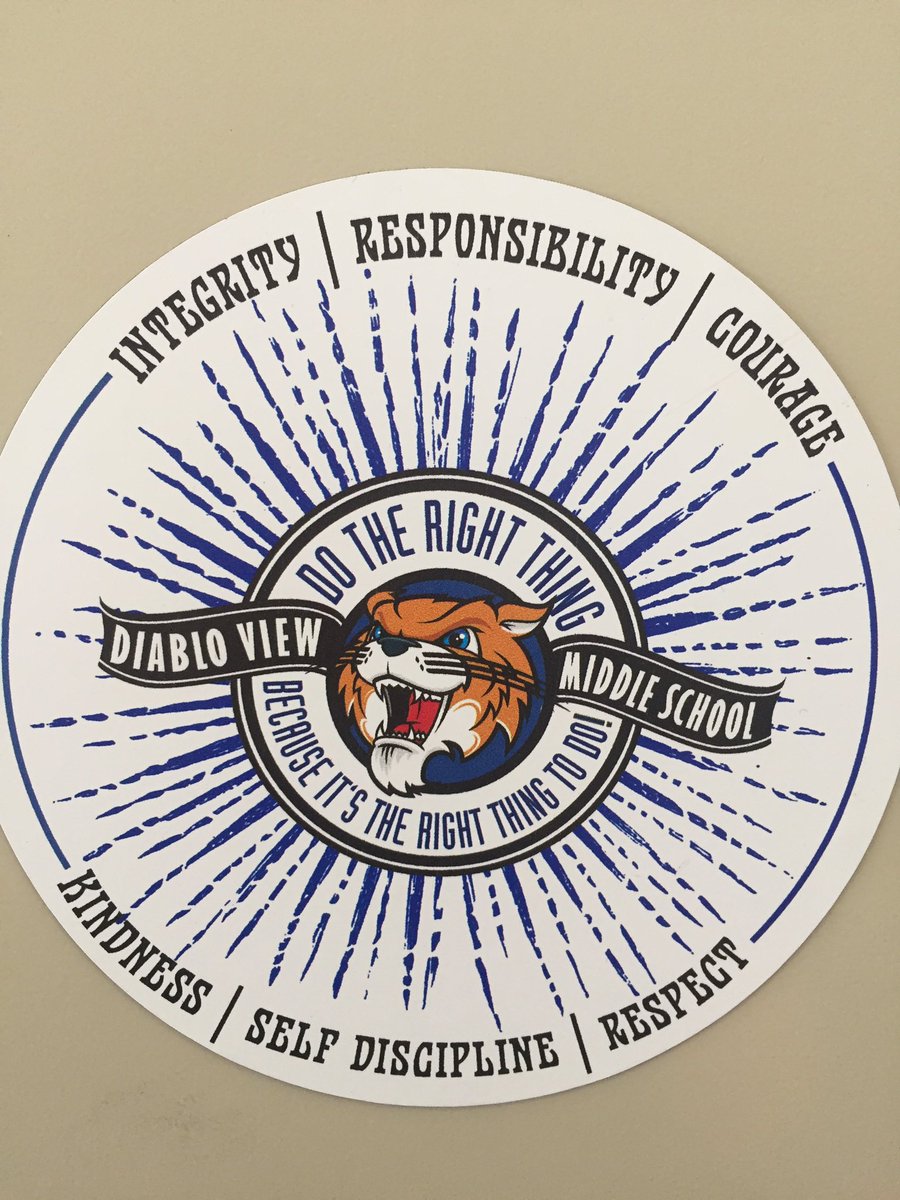 INTEGRITY | RESPONSIBILITY | COURAGE
DO THE RIGHT THING
DIABLO VIEW MIDDLE SCHOOL
BECAUSE IT'S THE RIGHT THING TO DO!
KINDNESS | SELF DISCIPLINE | RESPECT